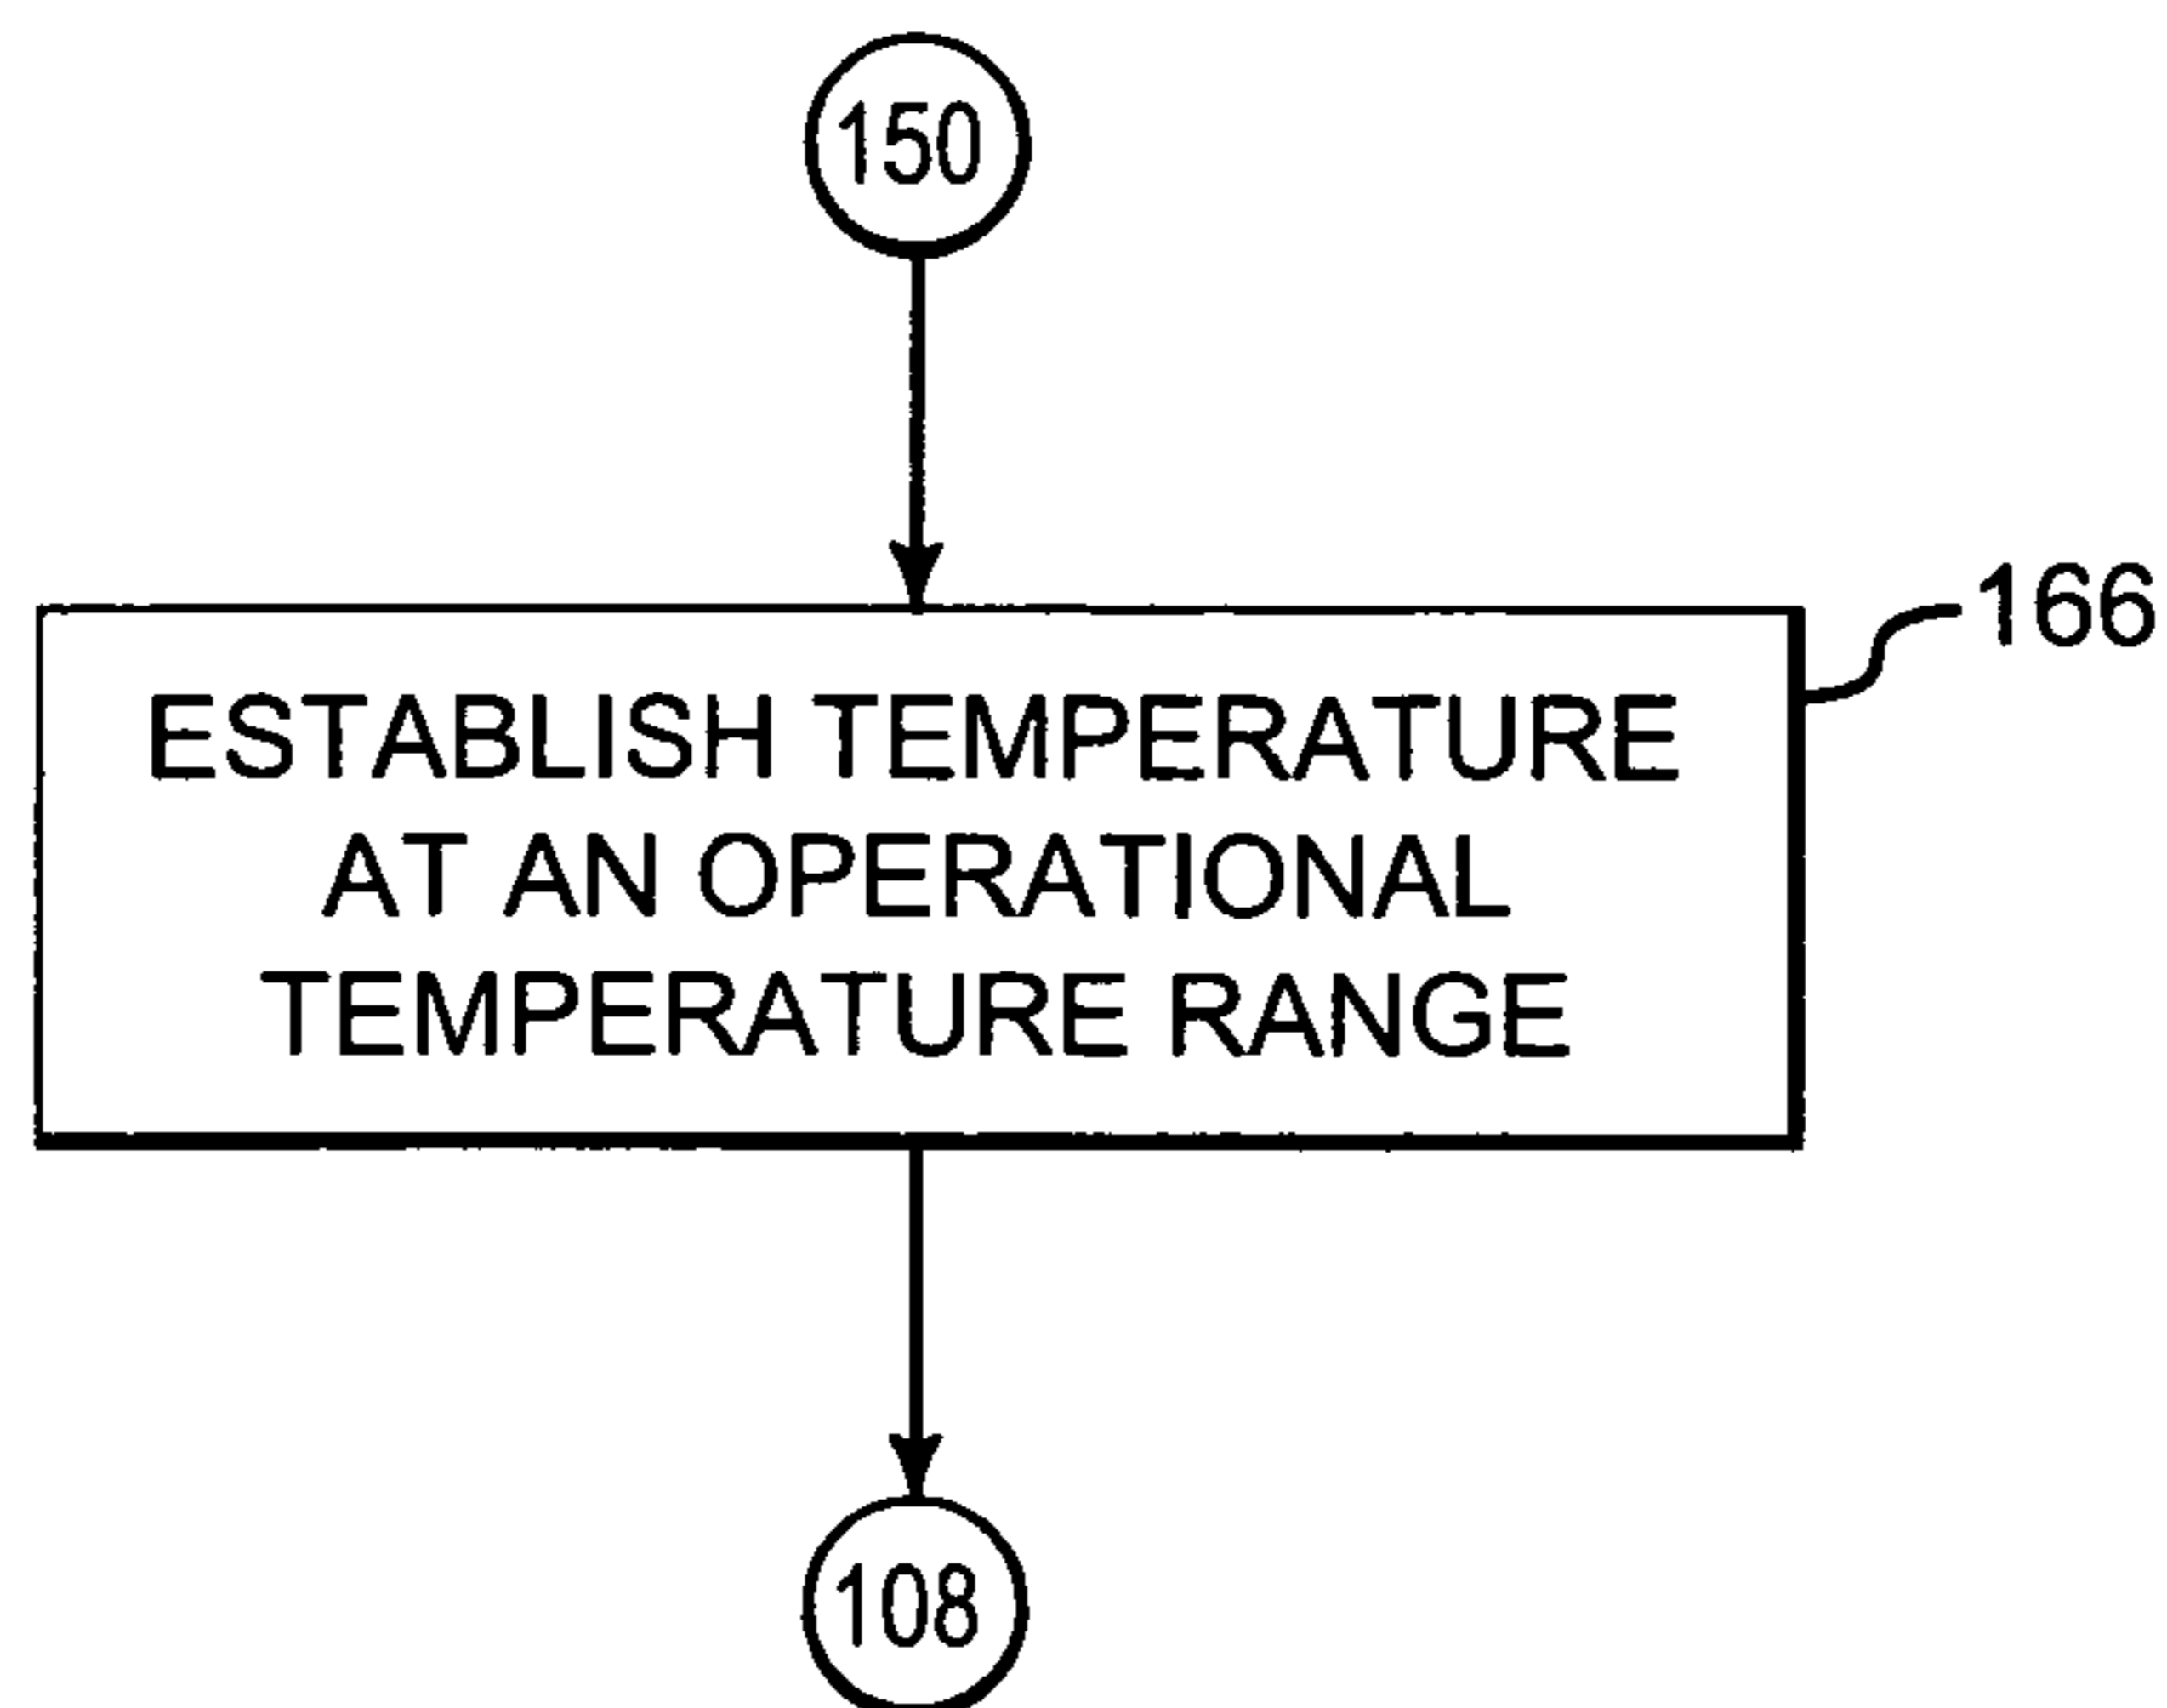 150
166
ESTABLISH TEMPERATURE
AT AN OPERATIONAL
TEMPERATURE RANGE
108